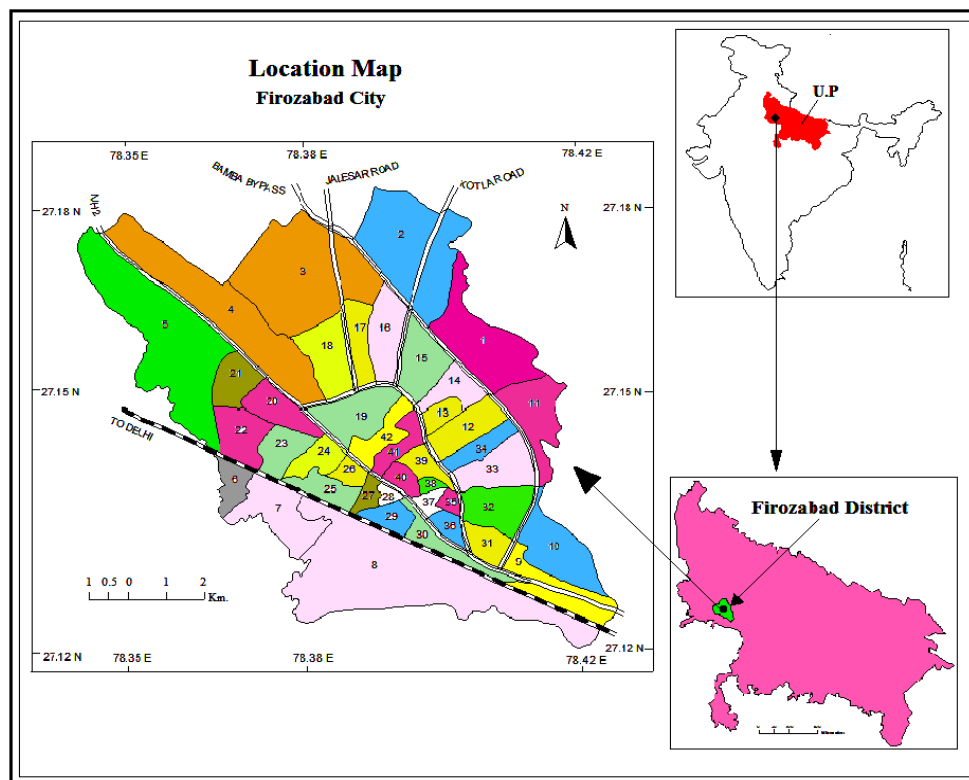 Location Map
Firozabad City
U.P
78.35 E
78.38 E
78.42 E
BAMBA BYPASS
JALESAR ROAD
KOTLA ROAD
27.18 N
27.18 N
NH2
N
2
3
4
5
1
17
16
18
15
14
11
21
20
13
12
19
22
23
42
34
24
41
39
33
26
40
6
25
38
27
28
37
35
32
7
29
36
30
31
9
10
8
27.15 N
27.15 N
TO DELHI
1 0.5 0 1 2
Km.
27.12 N
27.12 N
78.35 E
78.38 E
78.42 E
Firozabad District